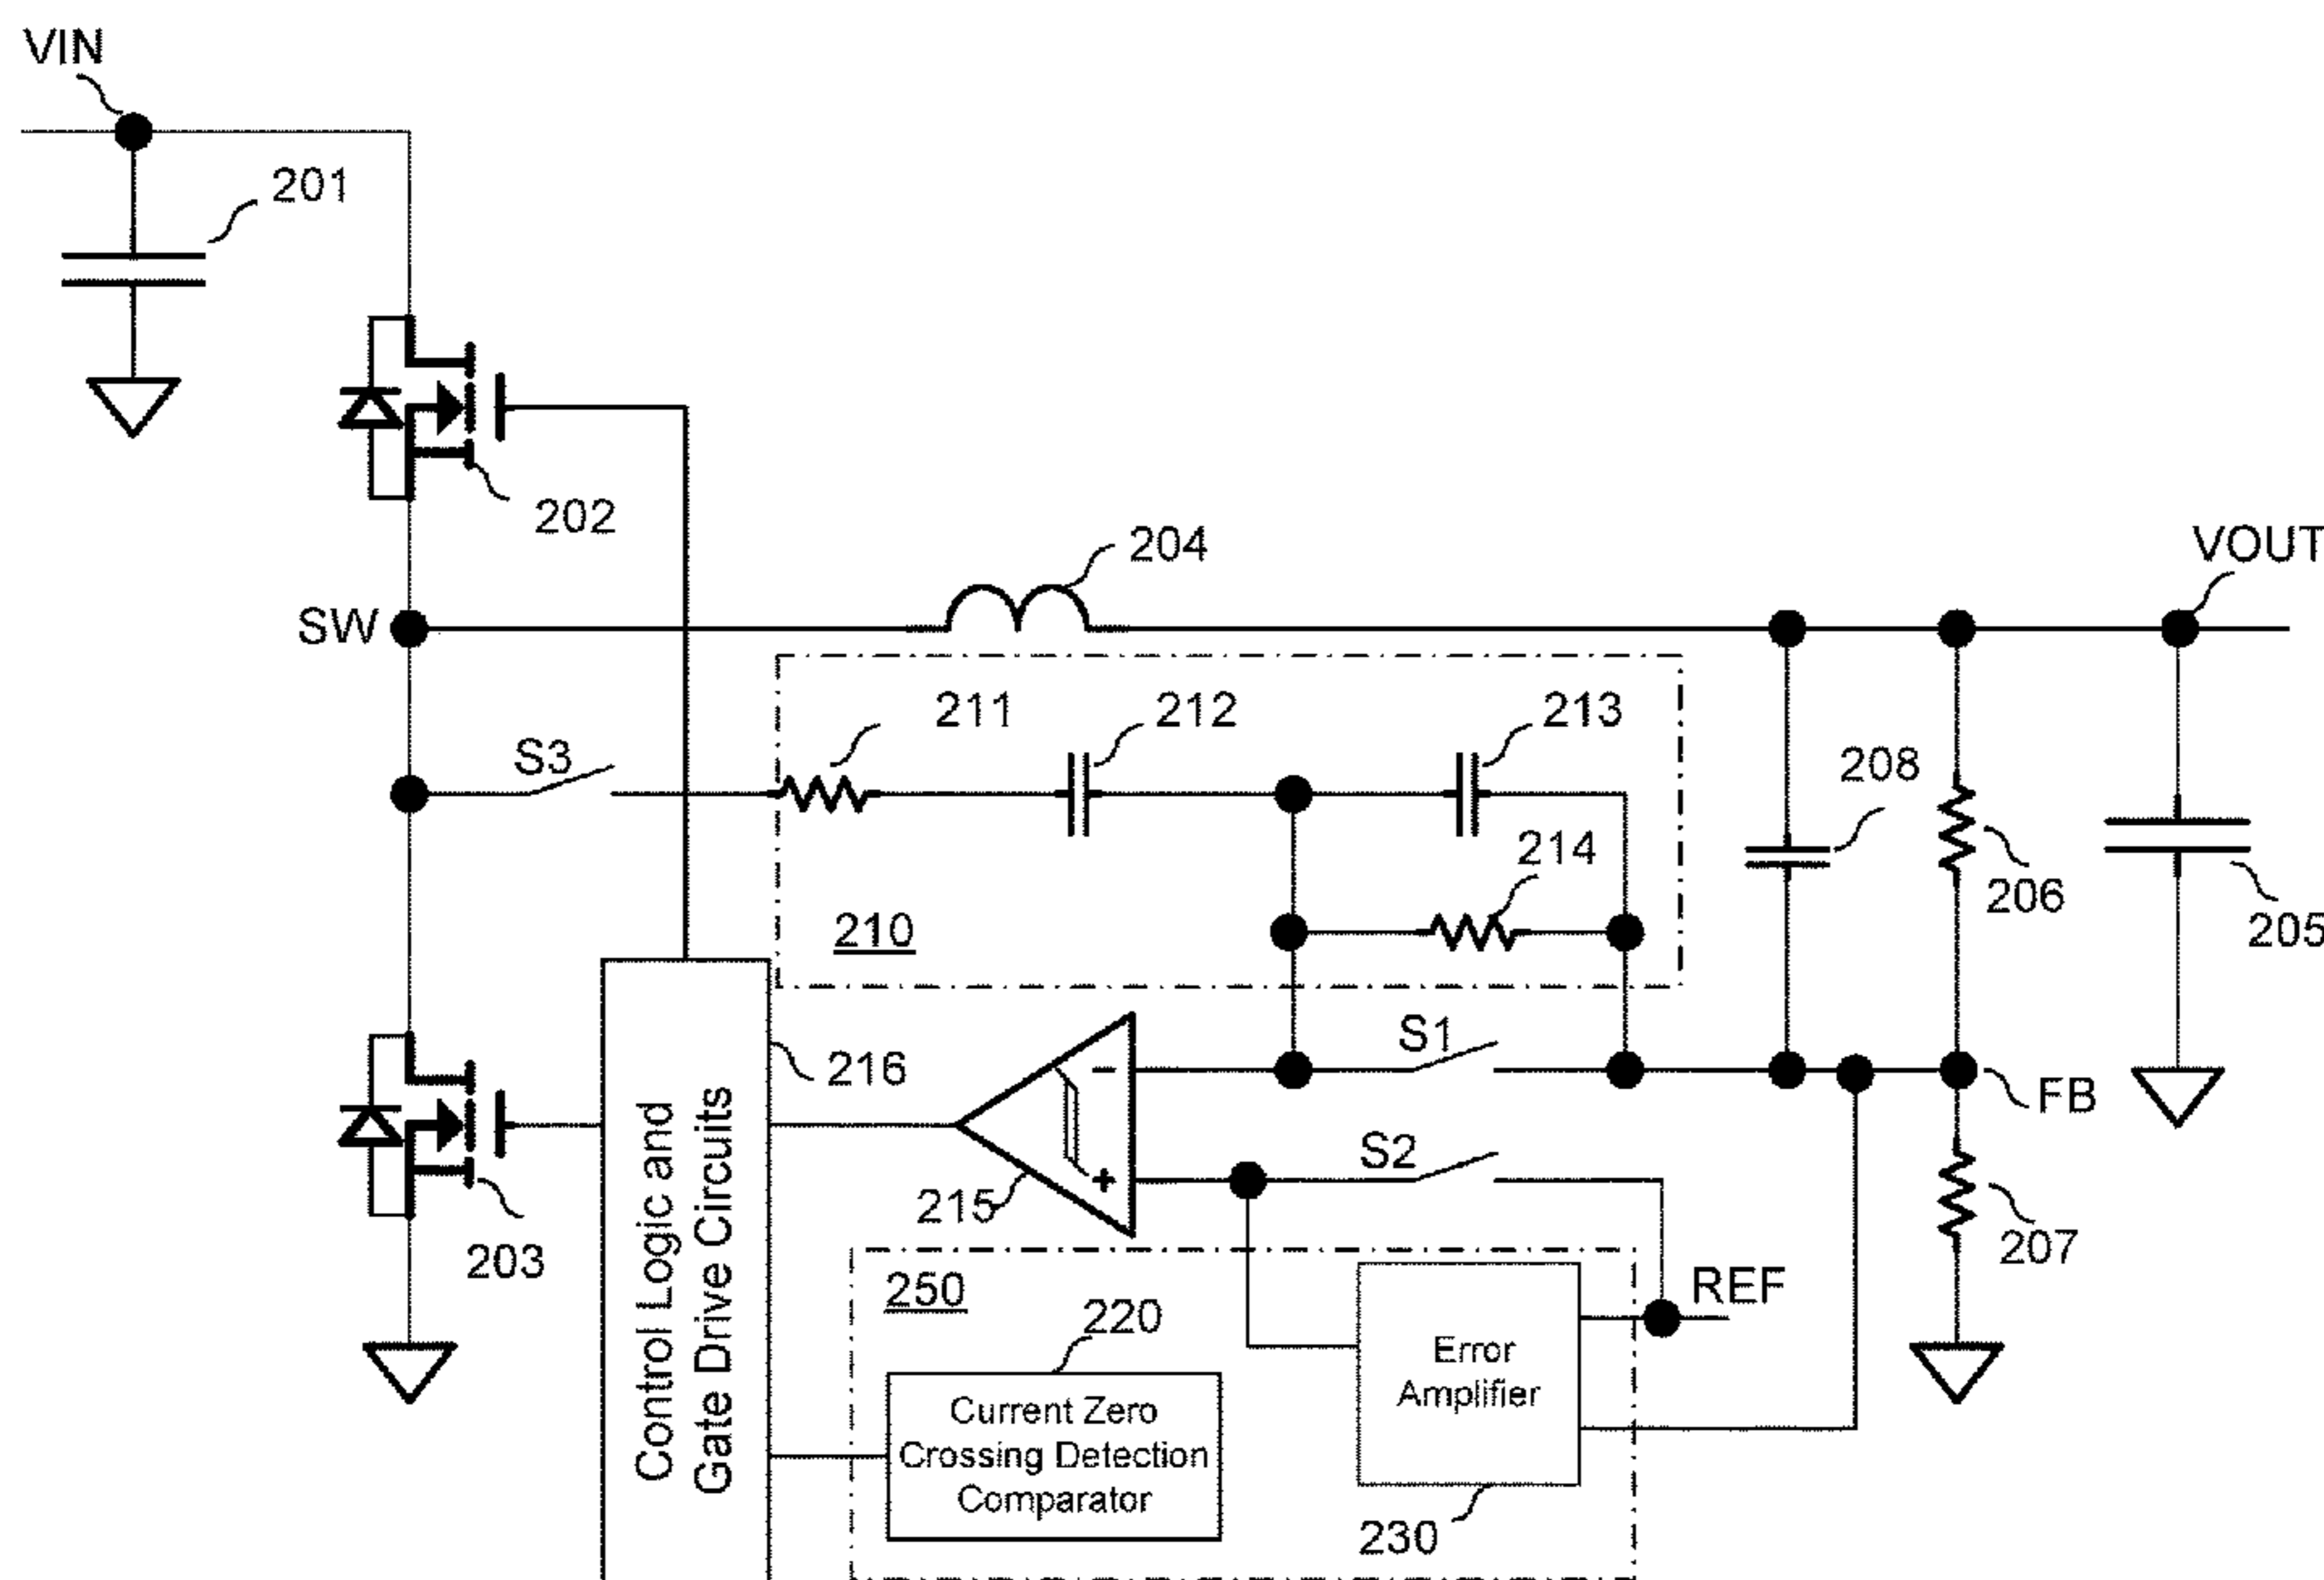 VIN
201
202
204
VOUT
SW
211
212
213
S3
208
214
206
210
205
S1
216
FB
S2
215
203
207
Control Logic and
Gate Drive Circuits
250
220
REF
Error
Amplifier
Current Zero
Crossing Detection
Comparator
230